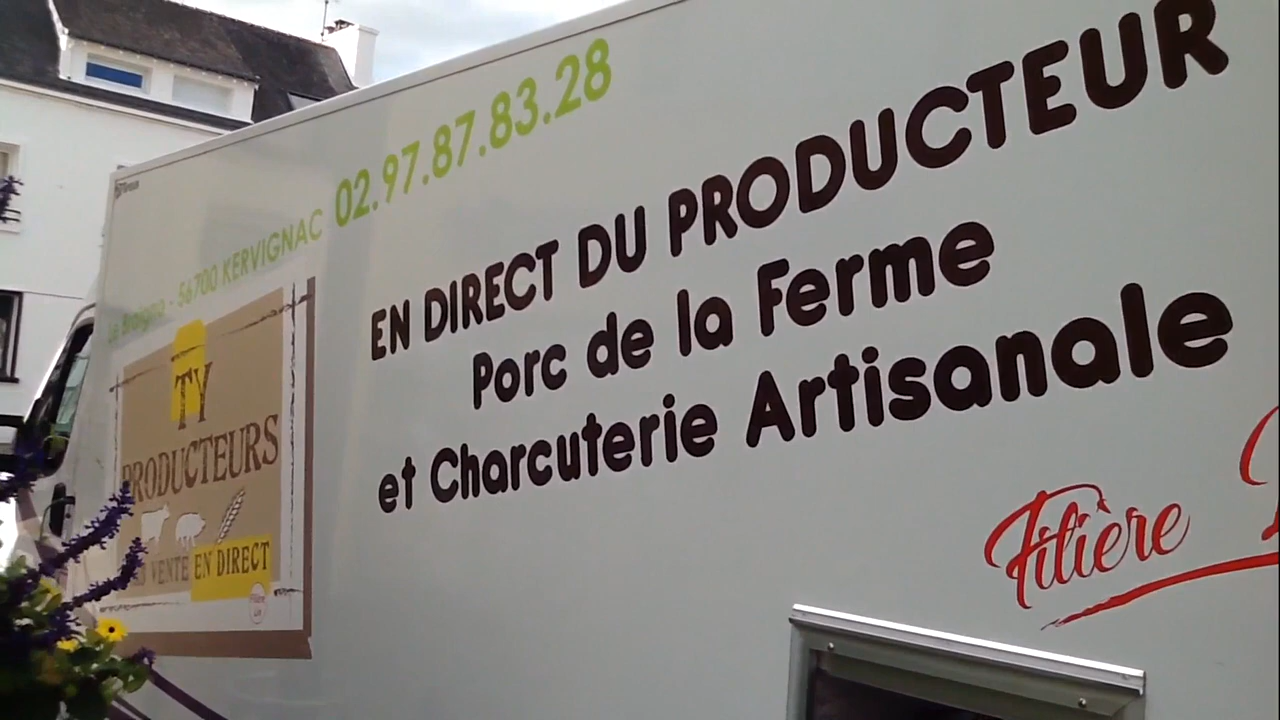 02.97.87.83.28
56700 KERVIGNAC
EN DIRECT DU PRODUCTEUR
Porc de la Ferme
et Charcuterie Artisanale
TY
PRODUCTEURS
VENTE EN DIRECT
Filière